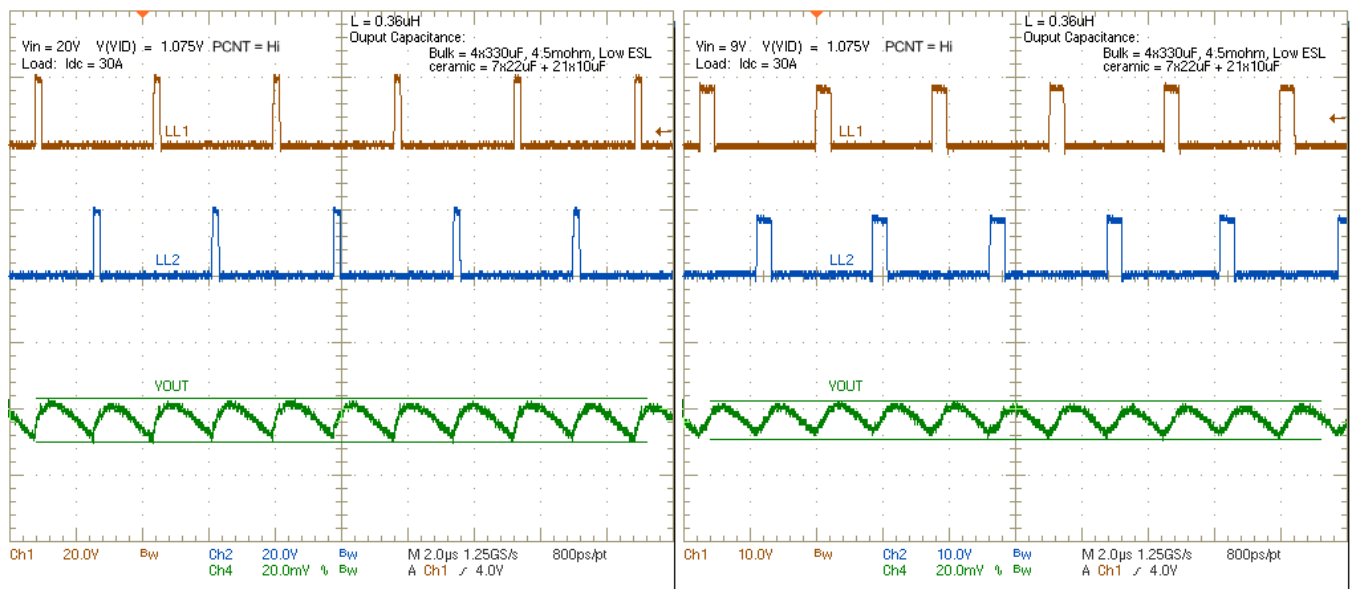 L = 0.36uH
Ouput Capacitance:
Vin = 20V V(VID) = 1.075V PCNT = Hi
Bulk = 4x330uF, 4.5mohm, Low ESL
Load: Idc = 30A
ceramic = 7x22uF + 21x10uF
LL1
LL2
VOUT
Ch1 20.0V Bw Ch2 20.0V Bw M 2.0µs 1.25GS/s 800ps/pt
Ch4 20.0mV ∿ Bw A Ch1 ∕ 4.0V
L = 0.36uH
Ouput Capacitance:
Vin = 9V V(VID) = 1.075V PCNT = Hi
Bulk = 4x330uF, 4.5mohm, Low ESL
Load: Idc = 30A
ceramic = 7x22uF + 21x10uF
LL1
LL2
VOUT
Ch1 10.0V Bw Ch2 10.0V Bw M 2.0µs 1.25GS/s 800ps/pt
Ch4 20.0mV ∿ Bw A Ch1 ∕ 4.0V